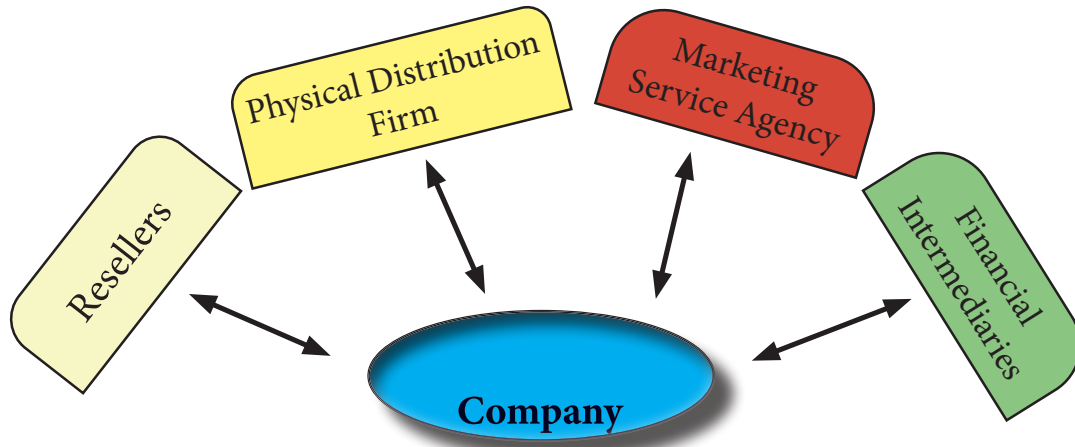 Resellers
Physical Distribution
Firm
Marketing
Service Agency
Financial
Intermediaries
Company